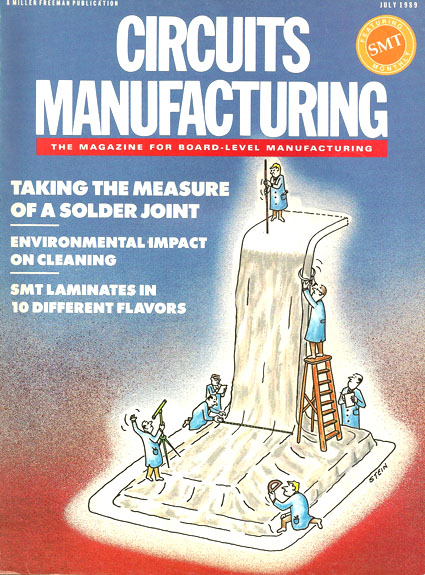 A MILLER FREEMAN PUBLICATION
JULY 1989
FEATURING
SMT
MONTHLY
CIRCUITS
MANUFACTURING
THE MAGAZINE FOR BOARD-LEVEL MANUFACTURING
TAKING THE MEASURE
OF A SOLDER JOINT
ENVIRONMENTAL IMPACT
ON CLEANING
SMT LAMINATES IN
10 DIFFERENT FLAVORS
STEIN